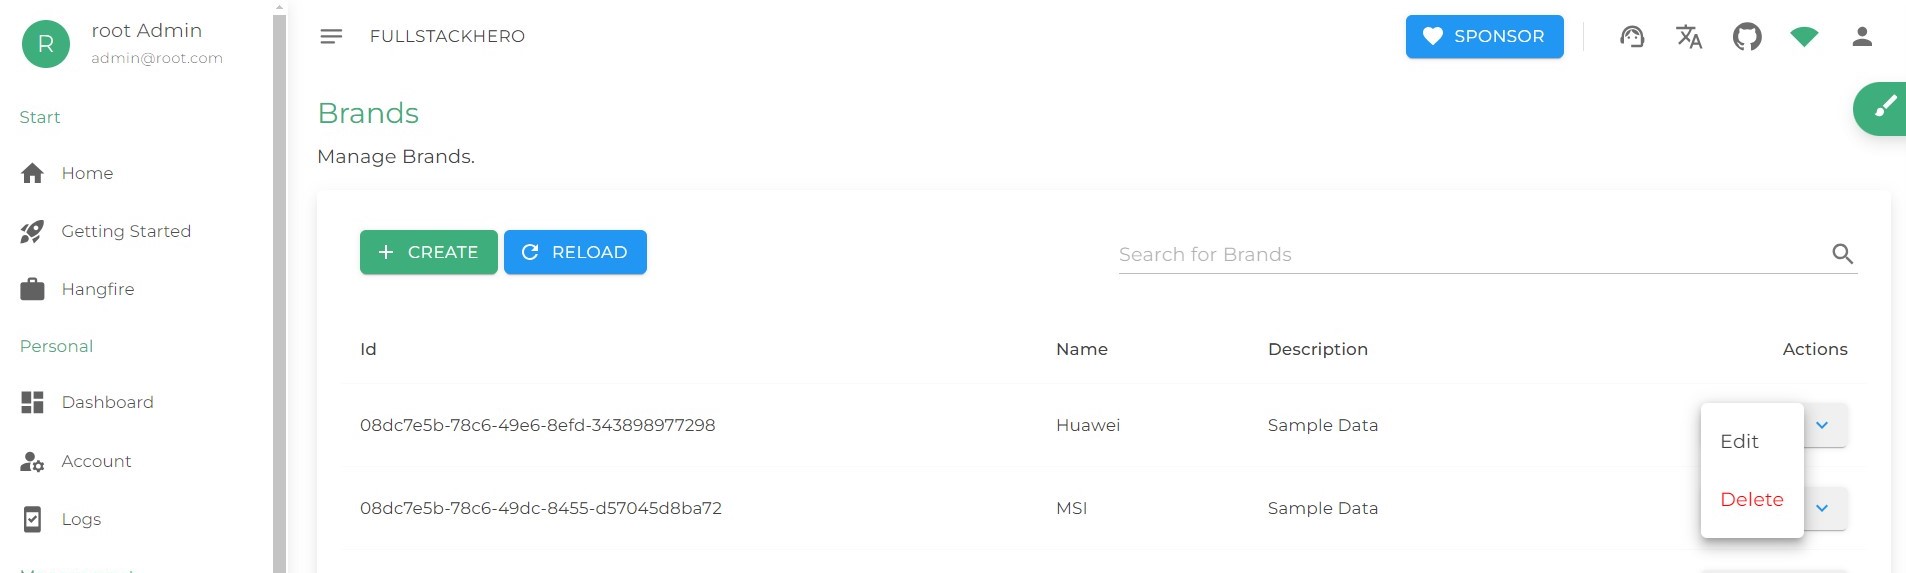 R
root Admin
admin@root.com
Start
Home
Getting Started
Hangfire
Personal
Dashboard
Account
Logs
FULLSTACKHERO
SPONSOR
Brands
Manage Brands.
CREATE
RELOAD
Search for Brands
Id Name Description Actions
08dc7e5b-78c6-49e6-8efd-343898977298 Huawei Sample Data
Edit
08dc7e5b-78c6-49dc-8455-d57045d8ba72 MSI Sample Data
Delete